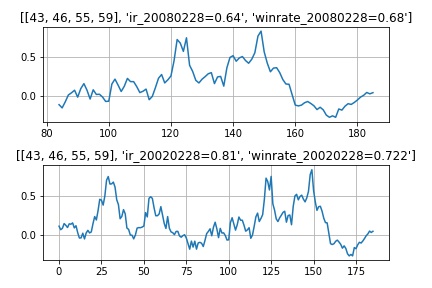 [[43, 46, 55, 59], 'ir_20080228=0.64', 'winrate_20080228=0.68']
0.5
0.0
80 100 120 140 160 180
[[43, 46, 55, 59], 'ir_20020228=0.81', 'winrate_20020228=0.722']
0.5
0.0
0 25 50 75 100 125 150 175